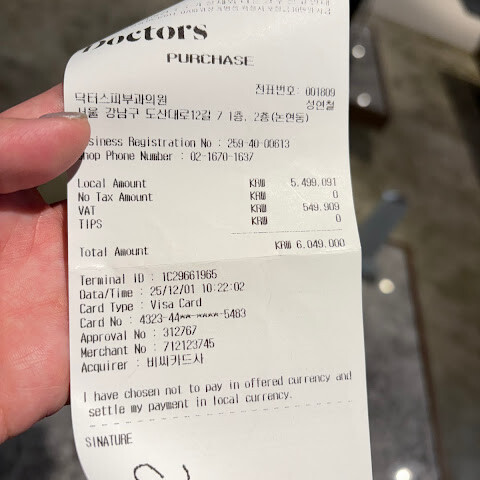 Doctors
PURCHASE
전표번호: 001809
닥터스피부과의원 성연철
서울 강남구 도산대로12길 7 1층, 2층(논현동)
Business Registration No : 259-40-00613
Shop Phone Number : 02-1670-1637
Local Amount KRW 5.499.091
No Tax Amount KRW 0
VAT KRW 549.909
TIPS KRW 0
Total Amount KRW 6.049.000
Terminal ID : 1C29661965
Data/Time : 25/12/01 10:22:02
Card Type : Visa Card
Card No : 4323-44**-****-5483
Approval No : 312767
Merchant No : 712123745
Acquirer : 비씨카드사
I have chosen not to pay in offered currency and
settle my payment in local currency.
SINATURE